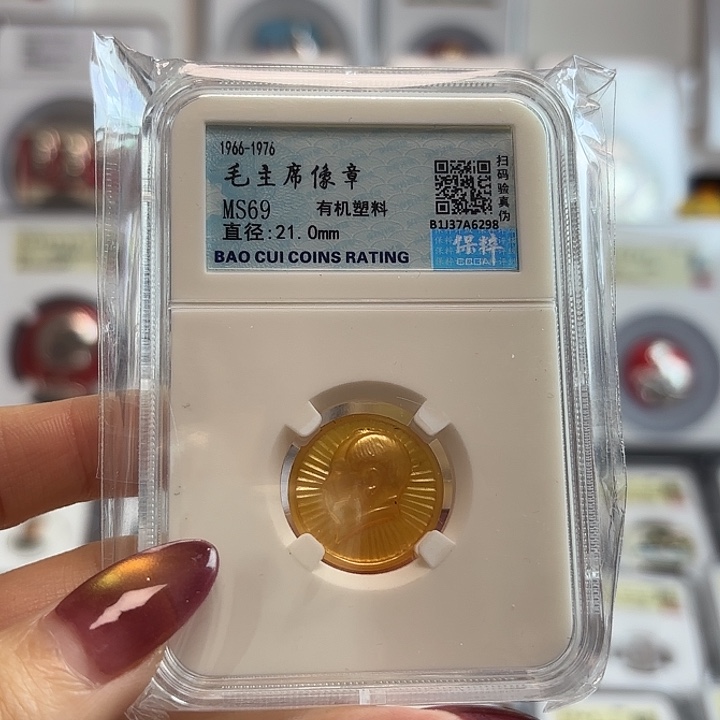 1966-1976
毛主席像章
MS69 有机塑料
直径:21.0mm
BAO CUI COINS RATING
扫码验真伪
B1J37A6298
保粹